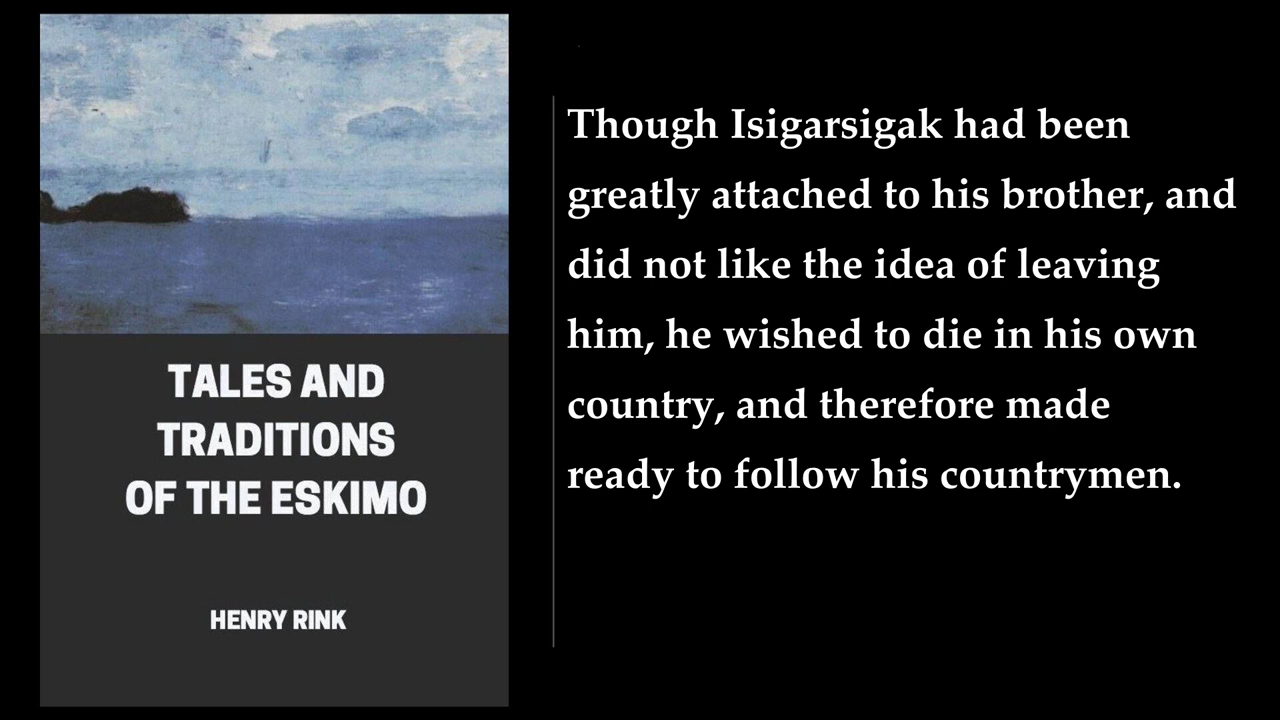 TALES AND
TRADITIONS
OF THE ESKIMO
HENRY RINK
Though Isigarsigak had been
greatly attached to his brother, and
did not like the idea of leaving
him, he wished to die in his own
country, and therefore made
ready to follow his countrymen.